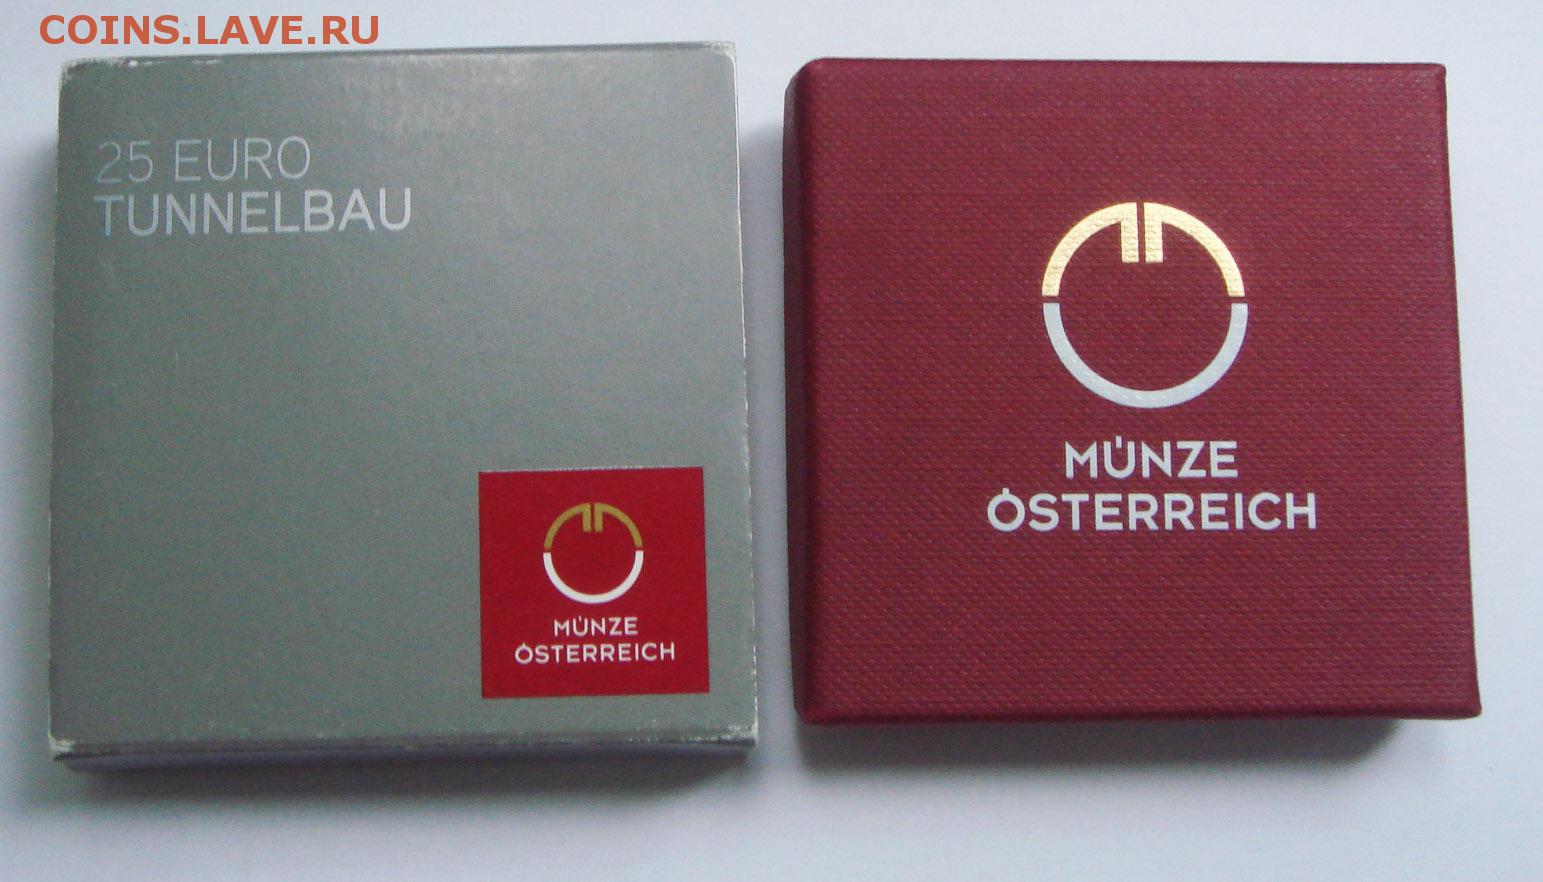 COINS.LAVE.RU
25 EURO
TUNNELBAU
MÜNZE
ÖSTERREICH
MÜNZE
ÖSTERREICH